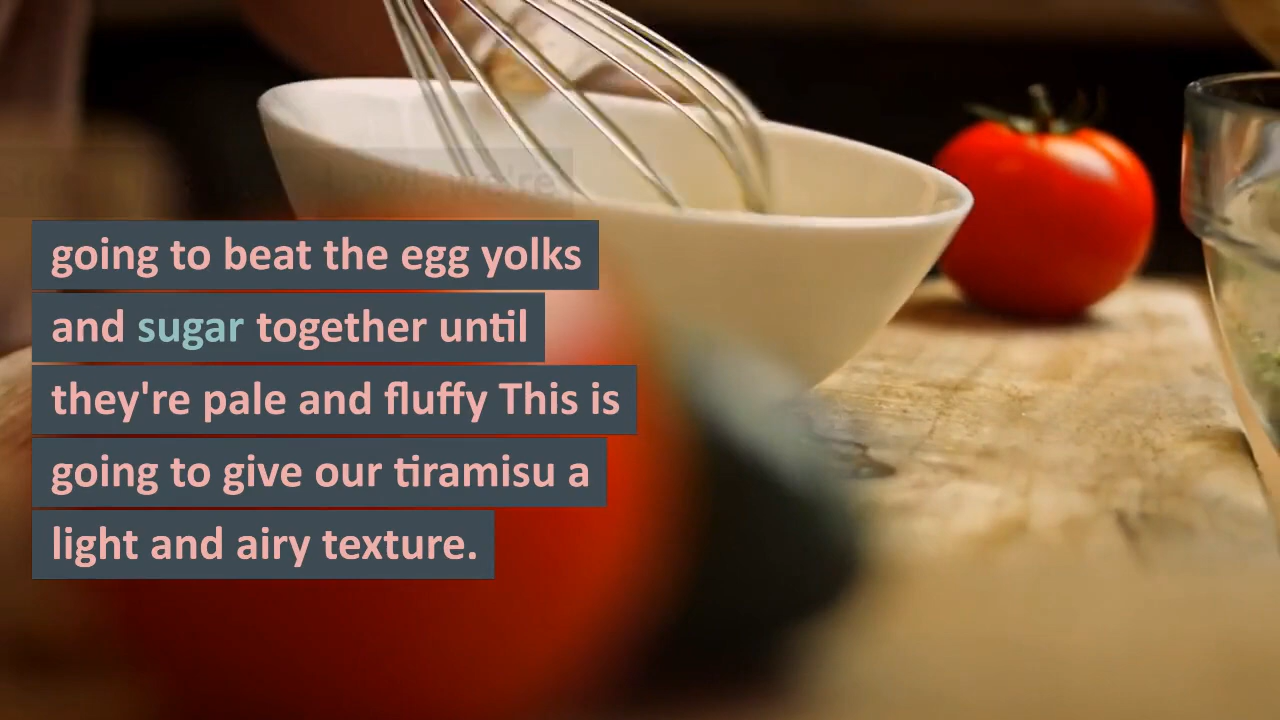 going to beat the egg yolks
and sugar together until
they're pale and fluffy This is
going to give our tiramisu a
light and airy texture.